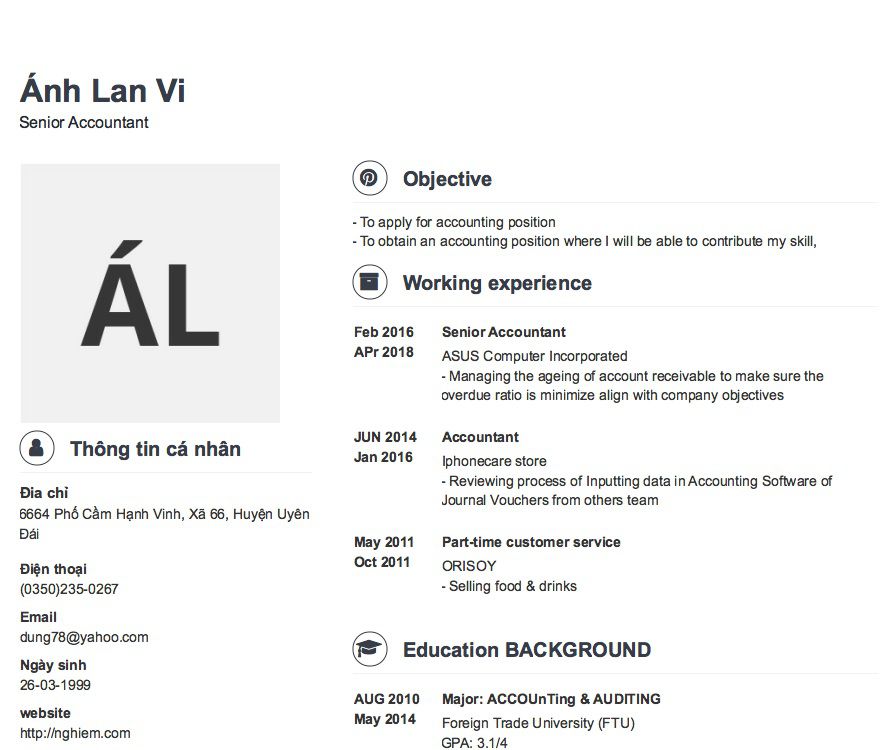 Ánh Lan Vi
Senior Accountant
ÁL
Thông tin cá nhân
Đia chỉ
6664 Phố Cầm Hạnh Vinh, Xã 66, Huyện Uyên
Đái
Điện thoại
(0350)235-0267
Email
dung78@yahoo.com
Ngày sinh
26-03-1999
website
http://nghiem.com
Objective
- To apply for accounting position
- To obtain an accounting position where I will be able to contribute my skill,
Working experience
Feb 2016 Senior Accountant
APr 2018 ASUS Computer Incorporated
- Managing the ageing of account receivable to make sure the
overdue ratio is minimize align with company objectives
JUN 2014 Accountant
Jan 2016 Iphonecare store
- Reviewing process of Inputting data in Accounting Software of
Journal Vouchers from others team
May 2011 Part-time customer service
Oct 2011 ORISOY
- Selling food & drinks
Education BACKGROUND
AUG 2010 Major: ACCOUnTing & AUDITING
May 2014 Foreign Trade University (FTU)
GPA: 3.1/4